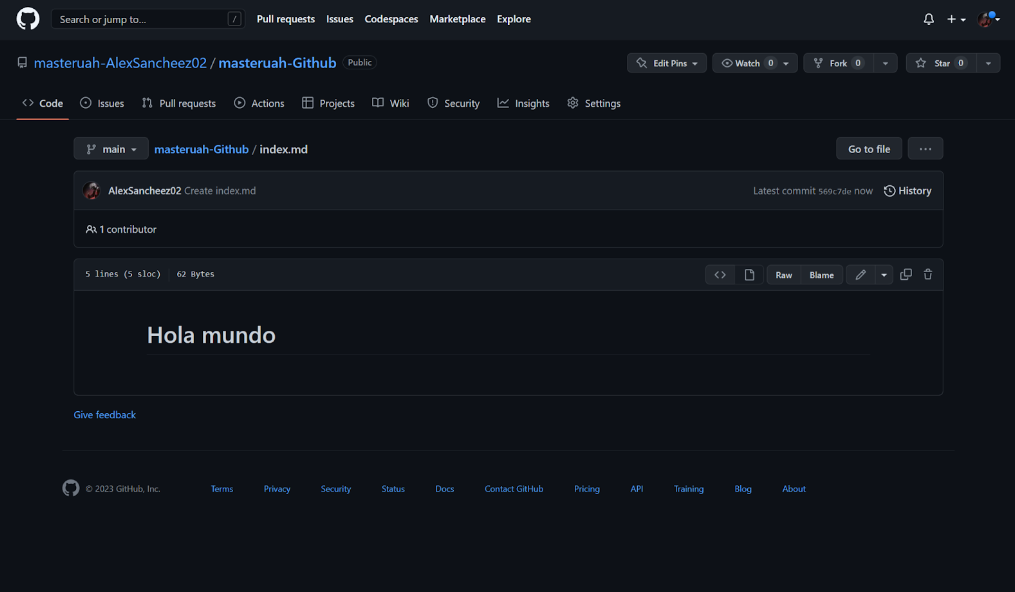 Search or jump to... /
Pull requests Issues Codespaces Marketplace Explore
masteruah-AlexSancheez02 / masteruah-Github Public
Edit Pins Watch 0 Fork 0 Star 0
Code Issues Pull requests Actions Projects Wiki Security Insights Settings
main masteruah-Github / index.md Go to file ...
AlexSancheez02 Create index.md Latest commit 569c7de now History
1 contributor
5 lines (5 sloc) 62 Bytes Raw Blame
Hola mundo
Give feedback
© 2023 GitHub, Inc. Terms Privacy Security Status Docs Contact GitHub Pricing API Training Blog About